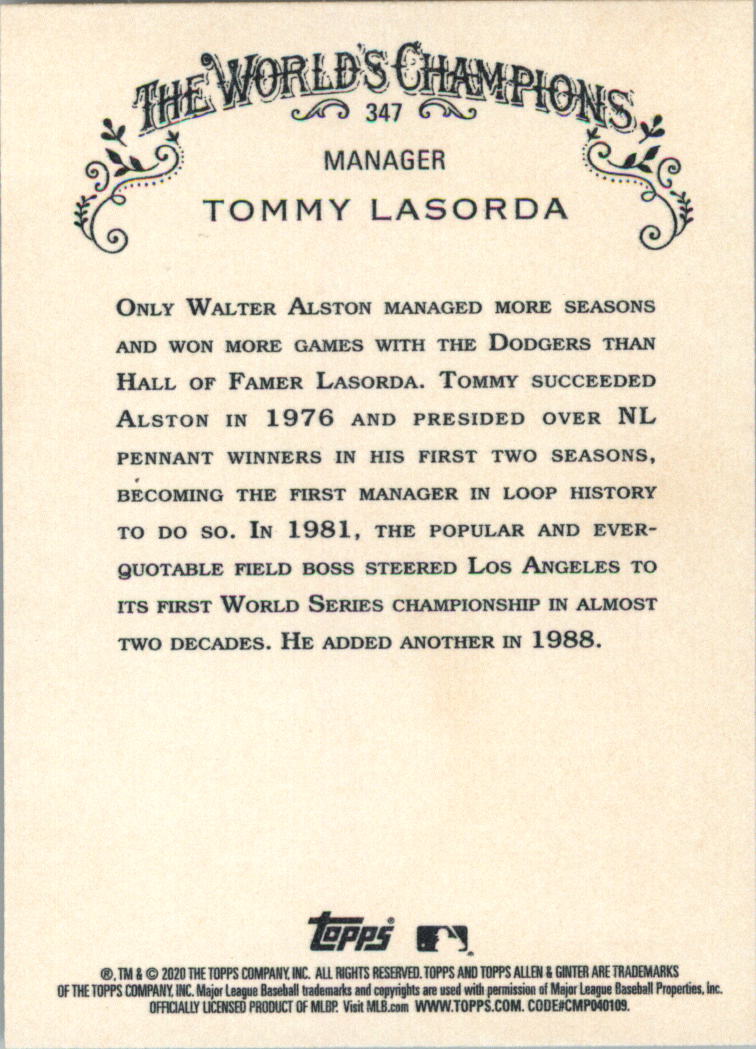 THE WORLD'S CHAMPIONS
347
MANAGER
TOMMY LASORDA
ONLY WALTER ALSTON MANAGED MORE SEASONS
AND WON MORE GAMES WITH THE DODGERS THAN
HALL OF FAMER LASORDA. TOMMY SUCCEEDED
ALSTON IN 1976 AND PRESIDED OVER NL
PENNANT WINNERS IN HIS FIRST TWO SEASONS,
BECOMING THE FIRST MANAGER IN LOOP HISTORY
TO DO SO. IN 1981, THE POPULAR AND EVER-
QUOTABLE FIELD BOSS STEERED LOS ANGELES TO
ITS FIRST WORLD SERIES CHAMPIONSHIP IN ALMOST
TWO DECADES. HE ADDED ANOTHER IN 1988.
topps®
®, TM & © 2020 THE TOPPS COMPANY, INC. ALL RIGHTS RESERVED. TOPPS AND TOPPS ALLEN & GINTER ARE TRADEMARKS
OF THE TOPPS COMPANY, INC. Major League Baseball trademarks and copyrights are used with permission of Major League Baseball Properties, Inc.
OFFICIALLY LICENSED PRODUCT OF MLBP. Visit MLB.com WWW.TOPPS.COM. CODE#CMP040109.